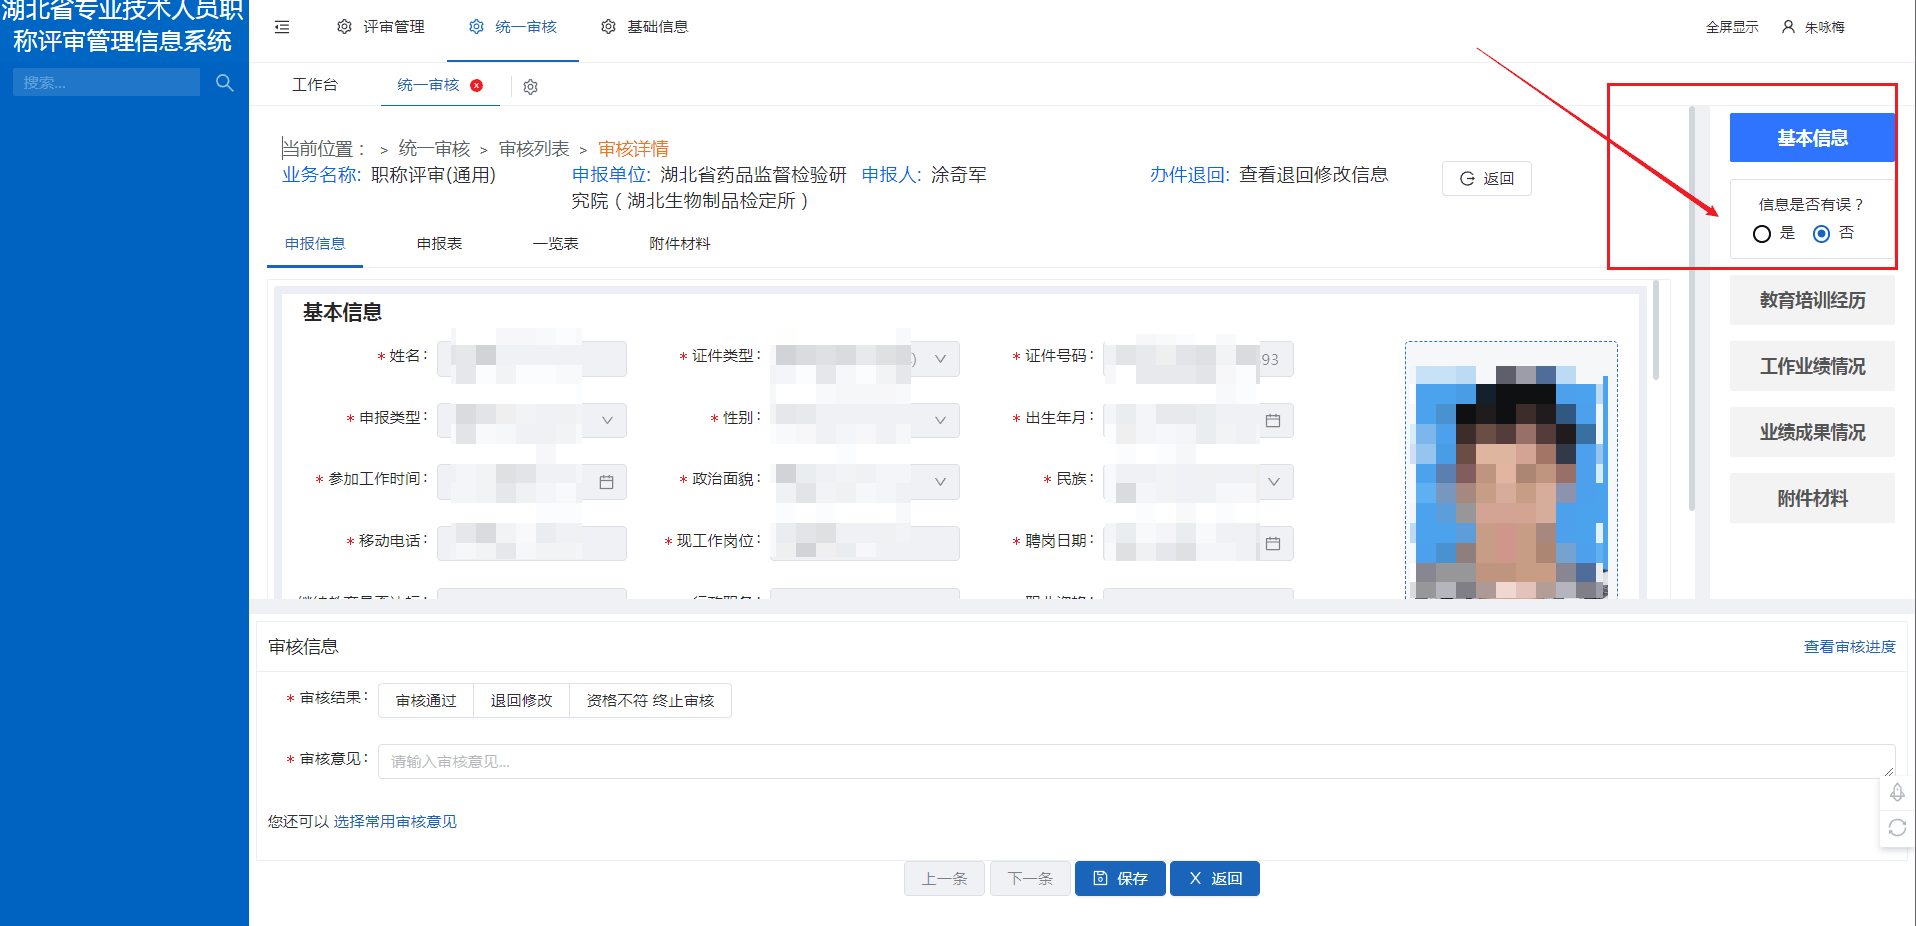 湖北省专业技术人员职
称评审管理信息系统
搜索...
评审管理
统一审核
基础信息
全屏显示
朱咏梅
工作台
统一审核
当前位置： > 统一审核 > 审核列表 > 审核详情
业务名称: 职称评审(通用)
申报单位: 湖北省药品监督检验研
究院（湖北生物制品检定所）
申报人: 涂奇军
办件退回: 查看退回修改信息
返回
申报信息
申报表
一览表
附件材料
基本信息
* 姓名:
* 证件类型:
)
* 证件号码:
93
* 申报类型:
* 性别:
* 出生年月:
* 参加工作时间:
* 政治面貌:
* 民族:
* 移动电话:
* 现工作岗位:
* 聘岗日期:
基本信息
信息是否有误？
是
否
教育培训经历
工作业绩情况
业绩成果情况
附件材料
审核信息
查看审核进度
* 审核结果:
审核通过
退回修改
资格不符 终止审核
* 审核意见:
请输入审核意见...
您还可以 选择常用审核意见
上一条
下一条
保存
返回